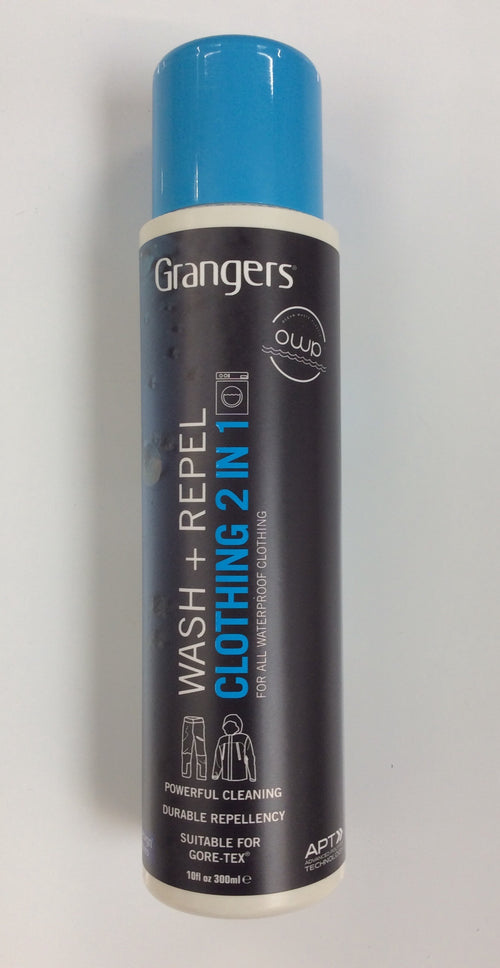 Grangers®
owp
WASH + REPEL
CLOTHING 2 IN 1
FOR ALL WATERPROOF CLOTHING
POWERFUL CLEANING
DURABLE REPELLENCY
SUITABLE FOR
GORE-TEX®
10fl oz 300ml ℮
APT
TECHNOLOGY